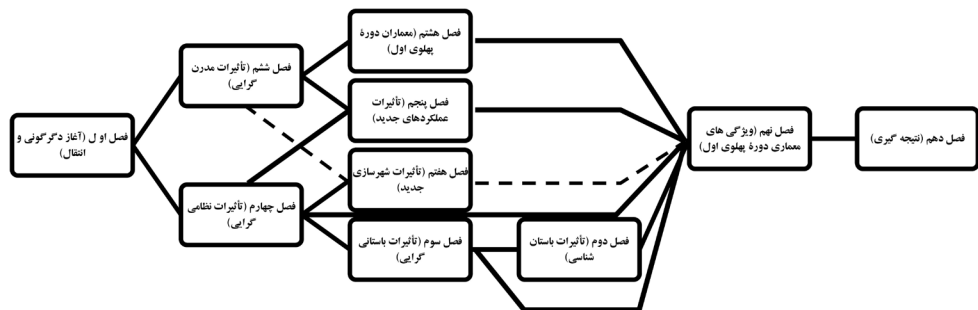 فصل هشتم (معماران دورهٔ
پهلوی اول)
فصل ششم (تأثیرات مدرن
گرایی)
فصل پنجم (تأثیرات
عملکردهای جدید)
فصل نهم (ویژگی های
معماری دورهٔ پهلوی اول)
فصل دهم (نتیجه گیری)
فصل او ل (آغاز دگرگونی و
انتقال)
فصل هفتم (تأثیرات شهرسازی
جدید)
فصل چهارم (تأثیرات نظامی
گرایی)
فصل سوم (تأثیرات باستانی
گرایی)
فصل دوم (تأثیرات باستان
شناسی)